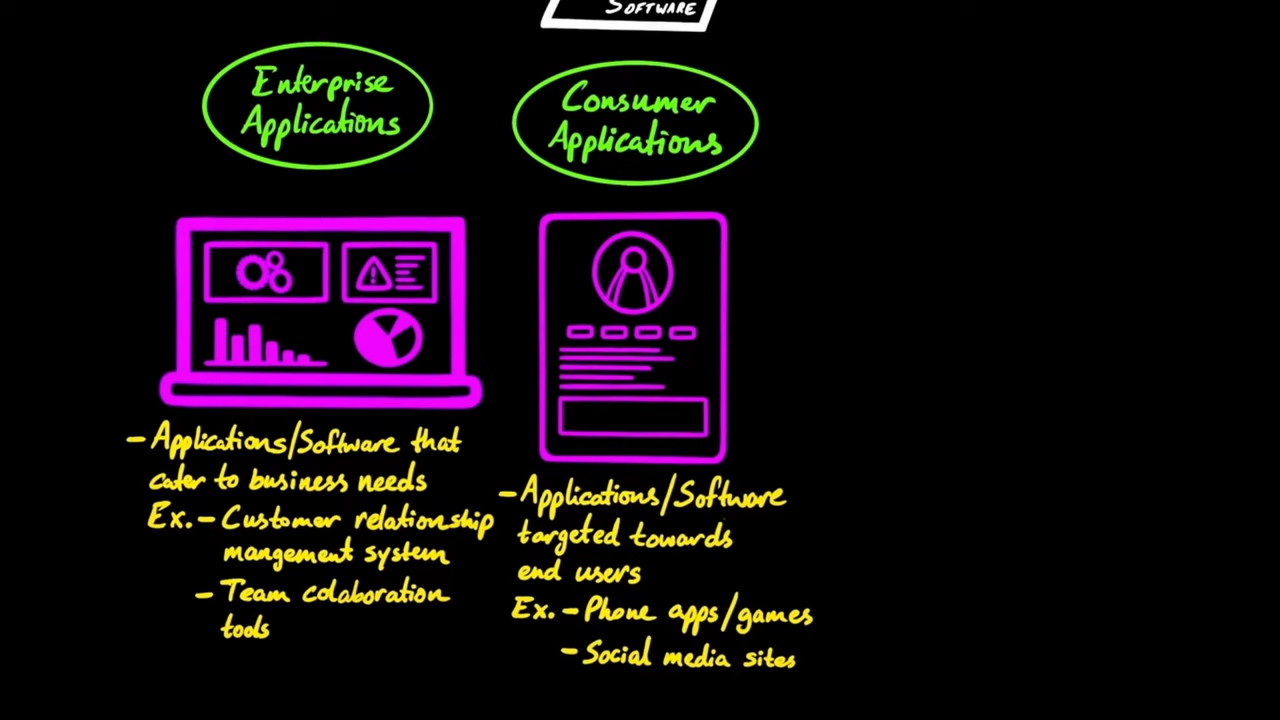 SOFTWARE
Enterprise
Applications
Consumer
Applications
- Applications/Software that
cater to business needs
Ex. - Customer relationship
mangement system
- Team colaboration
tools
- Applications/Software
targeted towards
end users
Ex. - Phone apps/games
- Social media sites